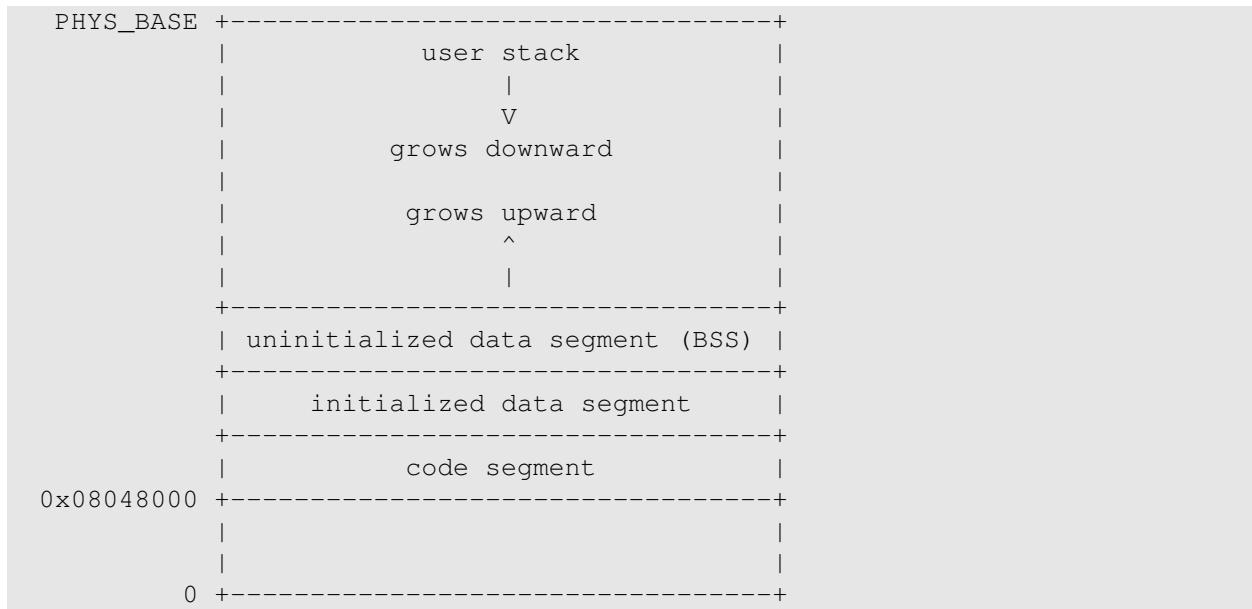 PHYS_BASE +----------------------------------+
          |            user stack            |
          |                 |                |
          |                 V                |
          |          grows downward          |
          |                                  |
          |           grows upward           |
          |                 ^                |
          |                 |                |
          +----------------------------------+
          | uninitialized data segment (BSS) |
          +----------------------------------+
          |     initialized data segment     |
          +----------------------------------+
          |           code segment           |
0x08048000 +----------------------------------+
          |                                  |
          |                                  |
        0 +----------------------------------+